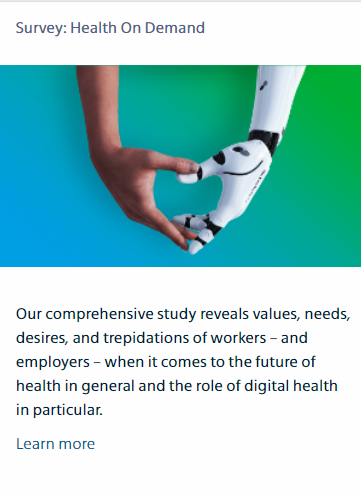 Survey: Health On Demand
Our comprehensive study reveals values, needs,
desires, and trepidations of workers – and
employers – when it comes to the future of
health in general and the role of digital health
in particular.
Learn more